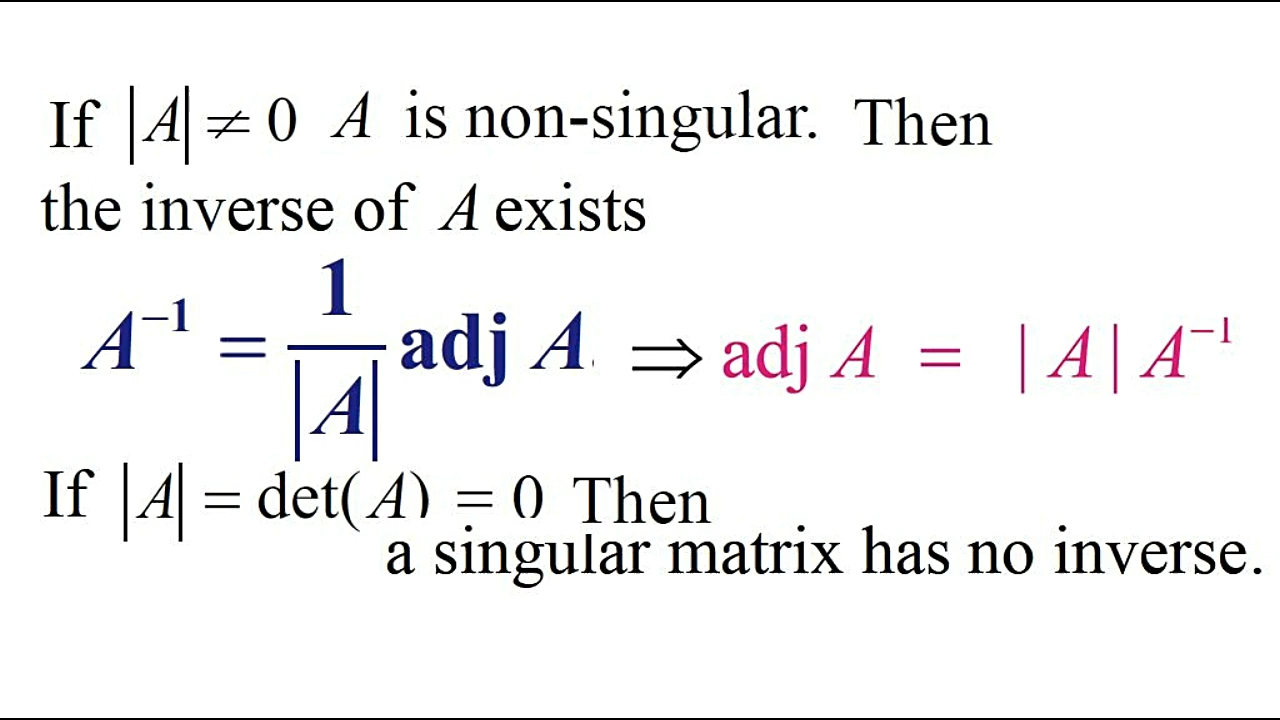 If |A| ≠ 0 A is non-singular. Then
the inverse of A exists
A⁻¹ = 1/|A| adj A. ⇒ adj A = |A| A⁻¹
If |A| = det(A) = 0 Then
a singular matrix has no inverse.